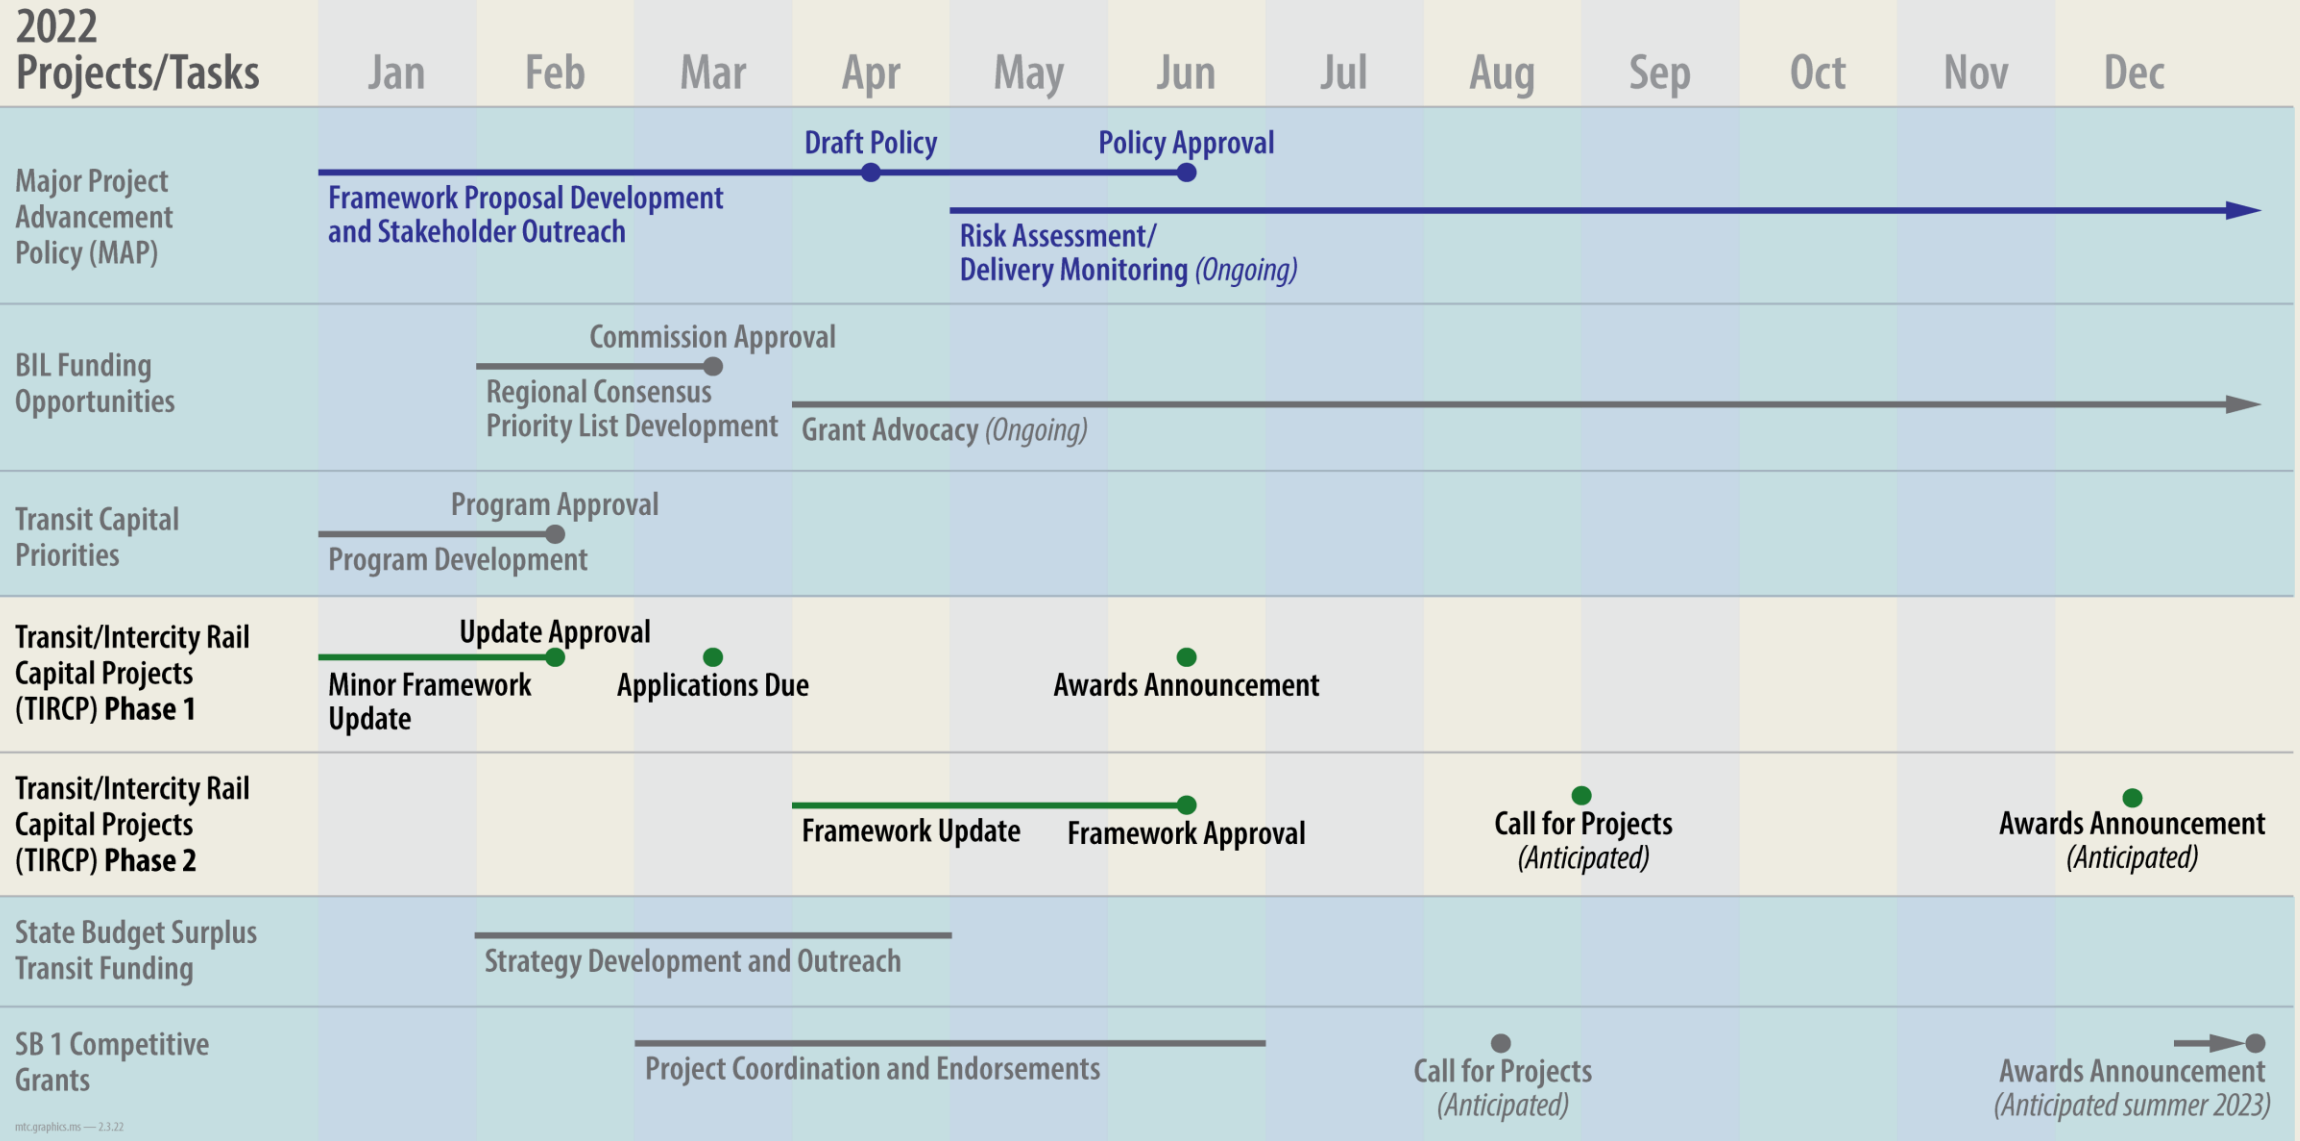 2022
Projects/Tasks
Jan Feb Mar Apr May Jun Jul Aug Sep Oct Nov Dec
Major Project
Advancement
Policy (MAP)
Draft Policy
Policy Approval
Framework Proposal Development
and Stakeholder Outreach
Risk Assessment/
Delivery Monitoring (Ongoing)
BIL Funding
Opportunities
Commission Approval
Regional Consensus
Priority List Development
Grant Advocacy (Ongoing)
Transit Capital
Priorities
Program Approval
Program Development
Transit/Intercity Rail
Capital Projects
(TIRCP) Phase 1
Update Approval
Minor Framework
Update
Applications Due
Awards Announcement
Transit/Intercity Rail
Capital Projects
(TIRCP) Phase 2
Framework Update
Framework Approval
Call for Projects
(Anticipated)
Awards Announcement
(Anticipated)
State Budget Surplus
Transit Funding
Strategy Development and Outreach
SB 1 Competitive
Grants
Project Coordination and Endorsements
Call for Projects
(Anticipated)
Awards Announcement
(Anticipated summer 2023)
mtc.graphics.ms — 2.3.22